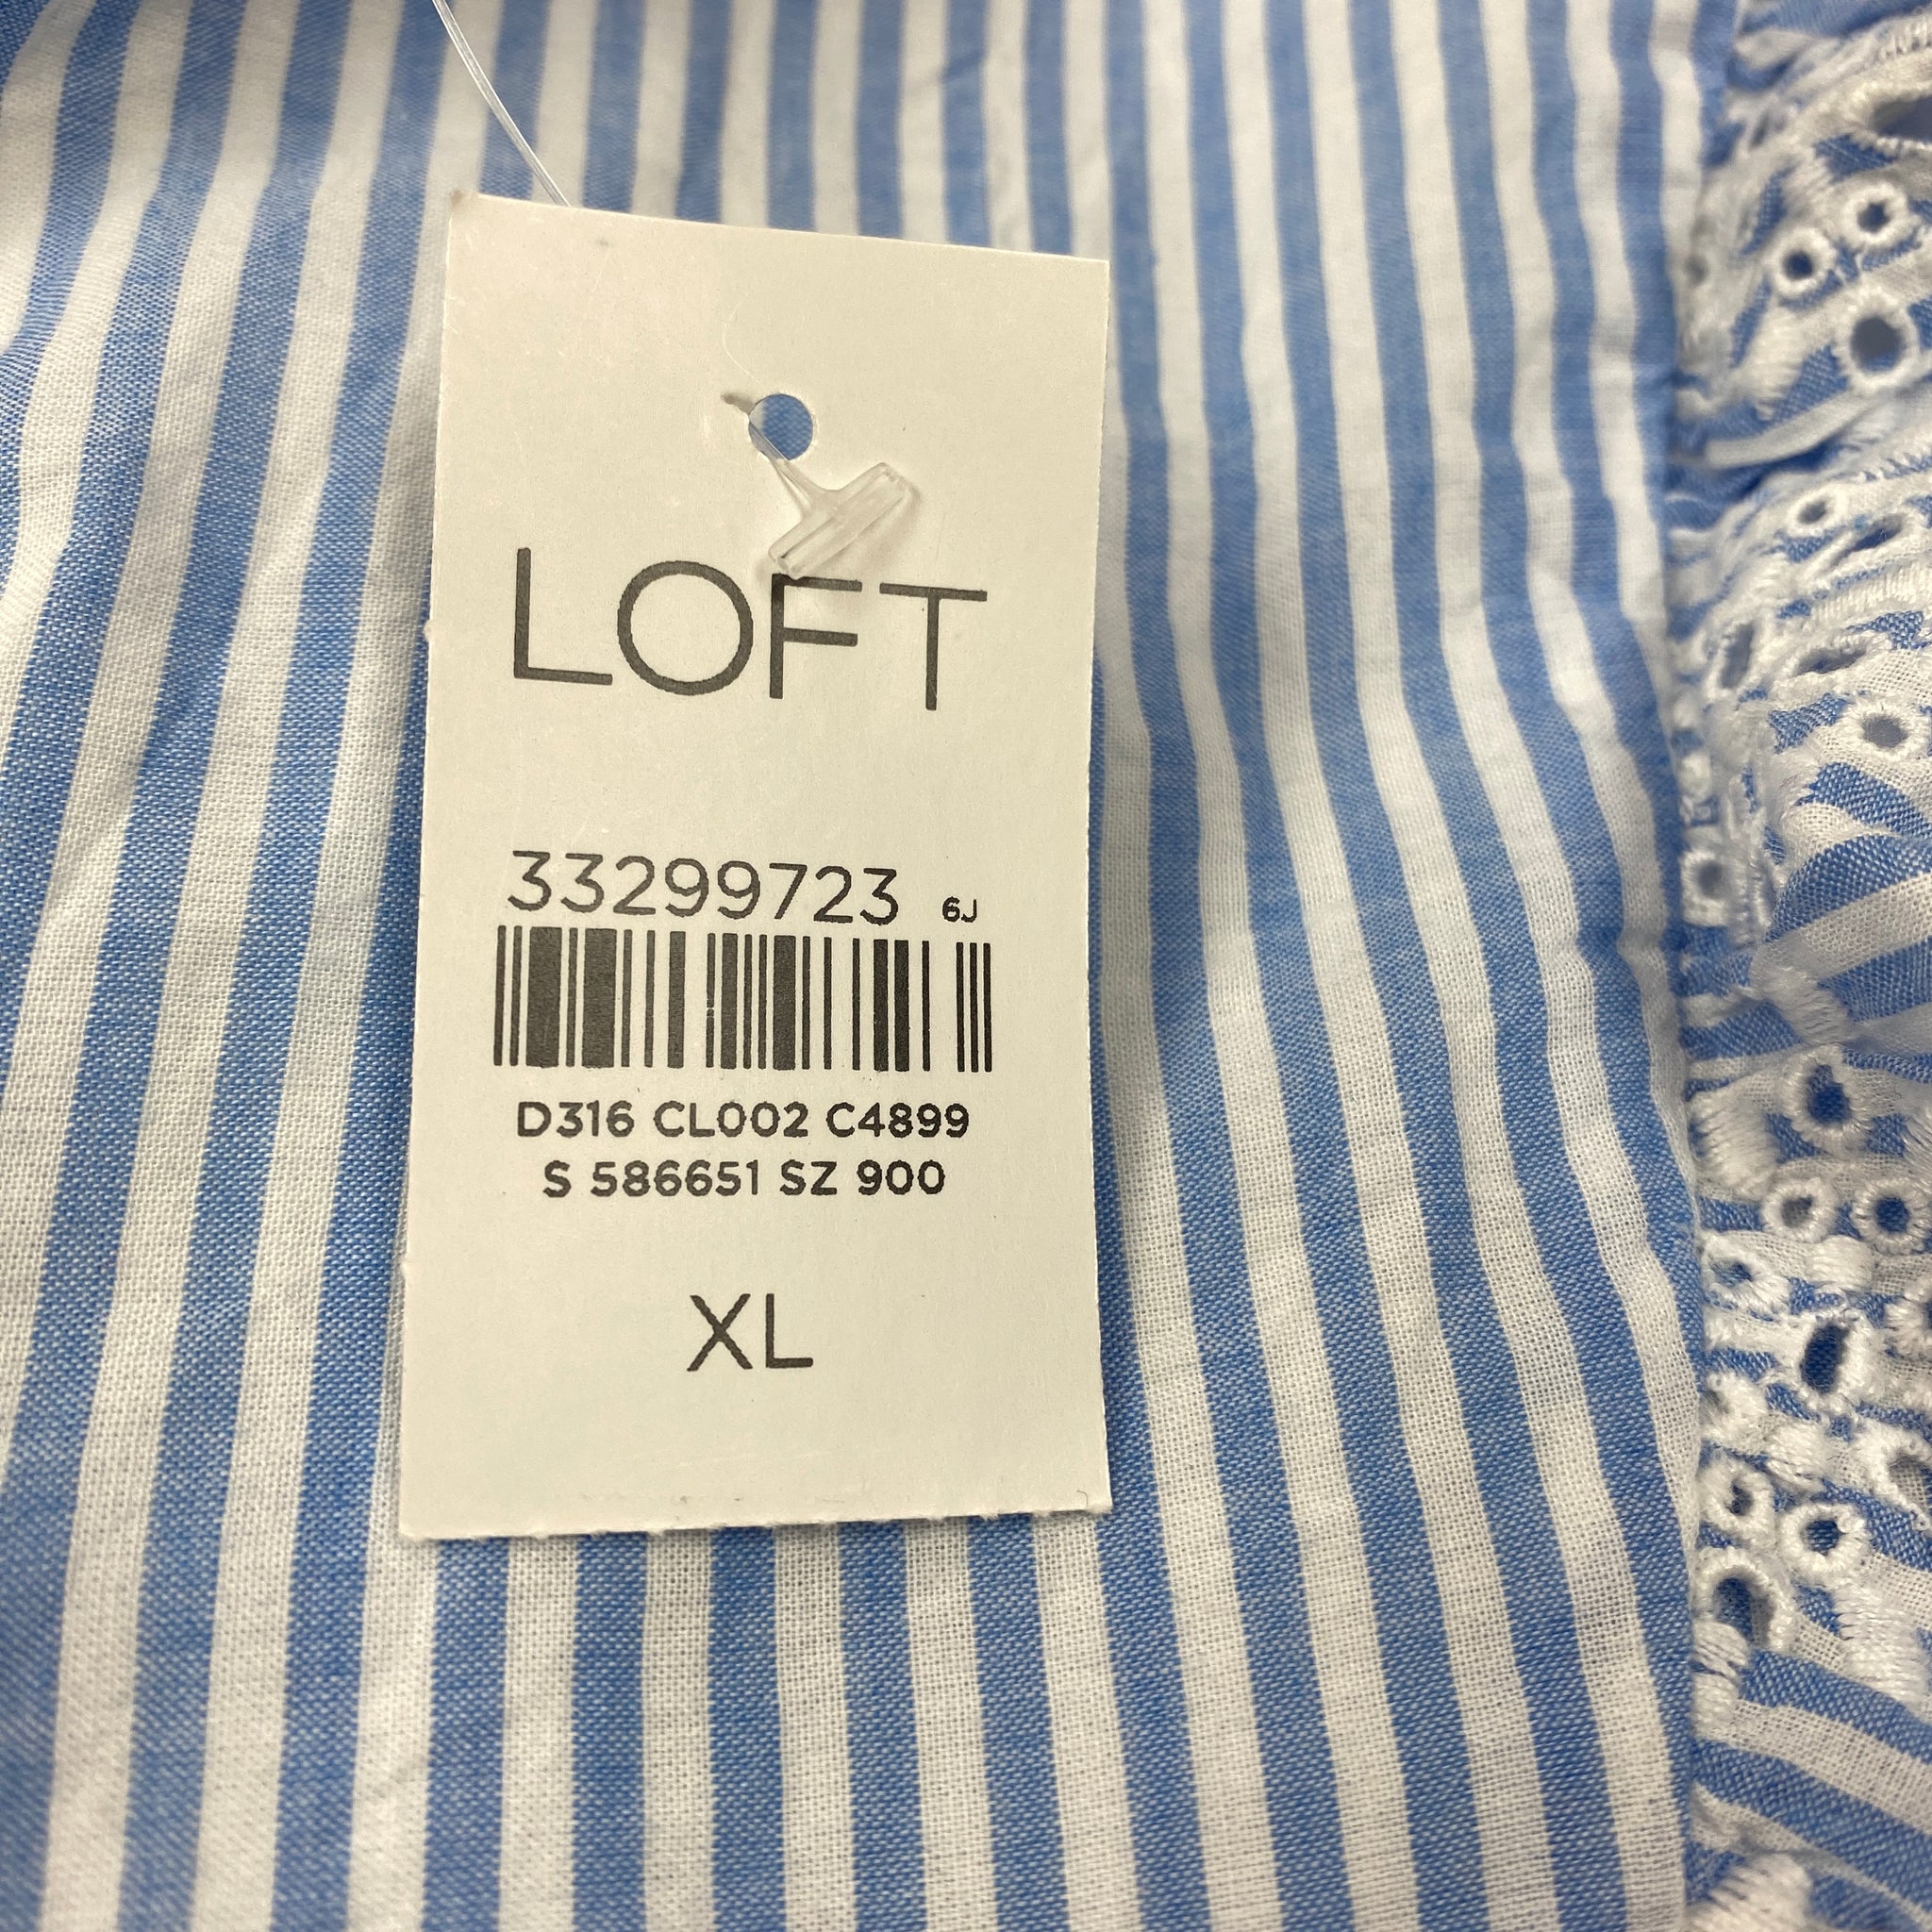 LOFT
33299723 6J
D316 CL002 C4899
S 586651 SZ 900
XL